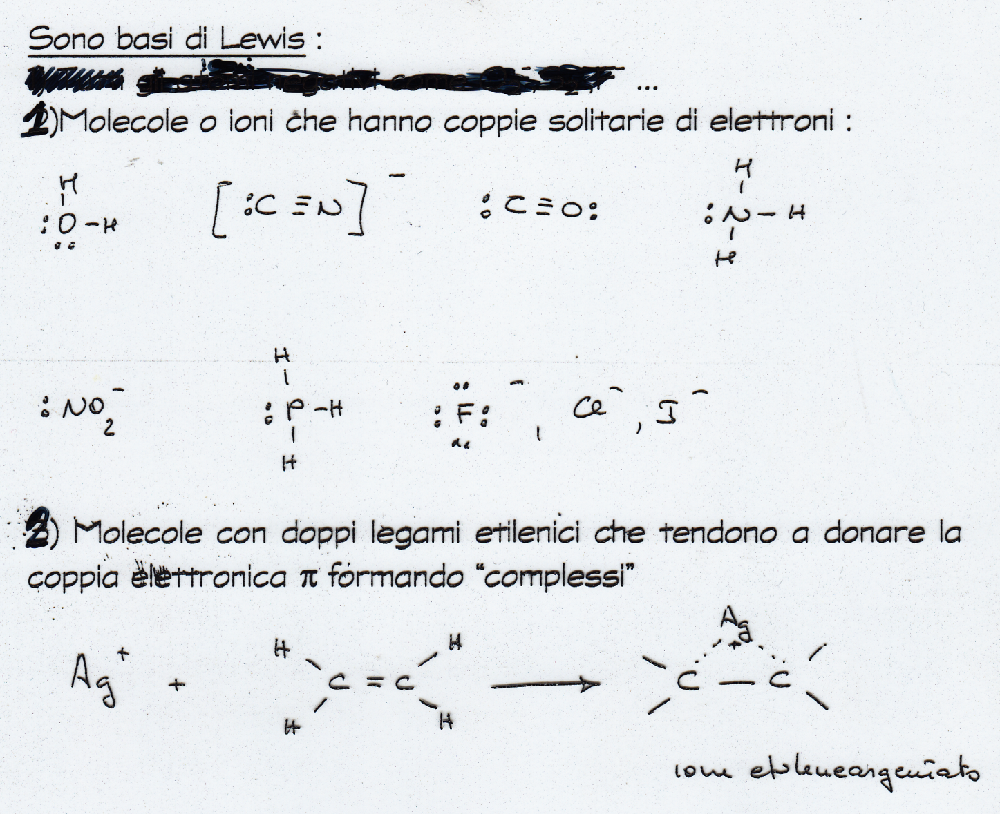 Sono basi di Lewis :
...
1)Molecole o ioni che hanno coppie solitarie di elettroni :
H
:O-H
[:C≡N]⁻
:C≡O:
H
:N-H
H
:NO₂⁻
H
:P-H
H
:F:⁻ , Cl⁻ , I⁻
2) Molecole con doppi legami etilenici che tendono a donare la
coppia elettronica π formando “complessi”
Ag⁺ +
H H
C=C
H H
Ag
+
C—C
ione etileneargentato